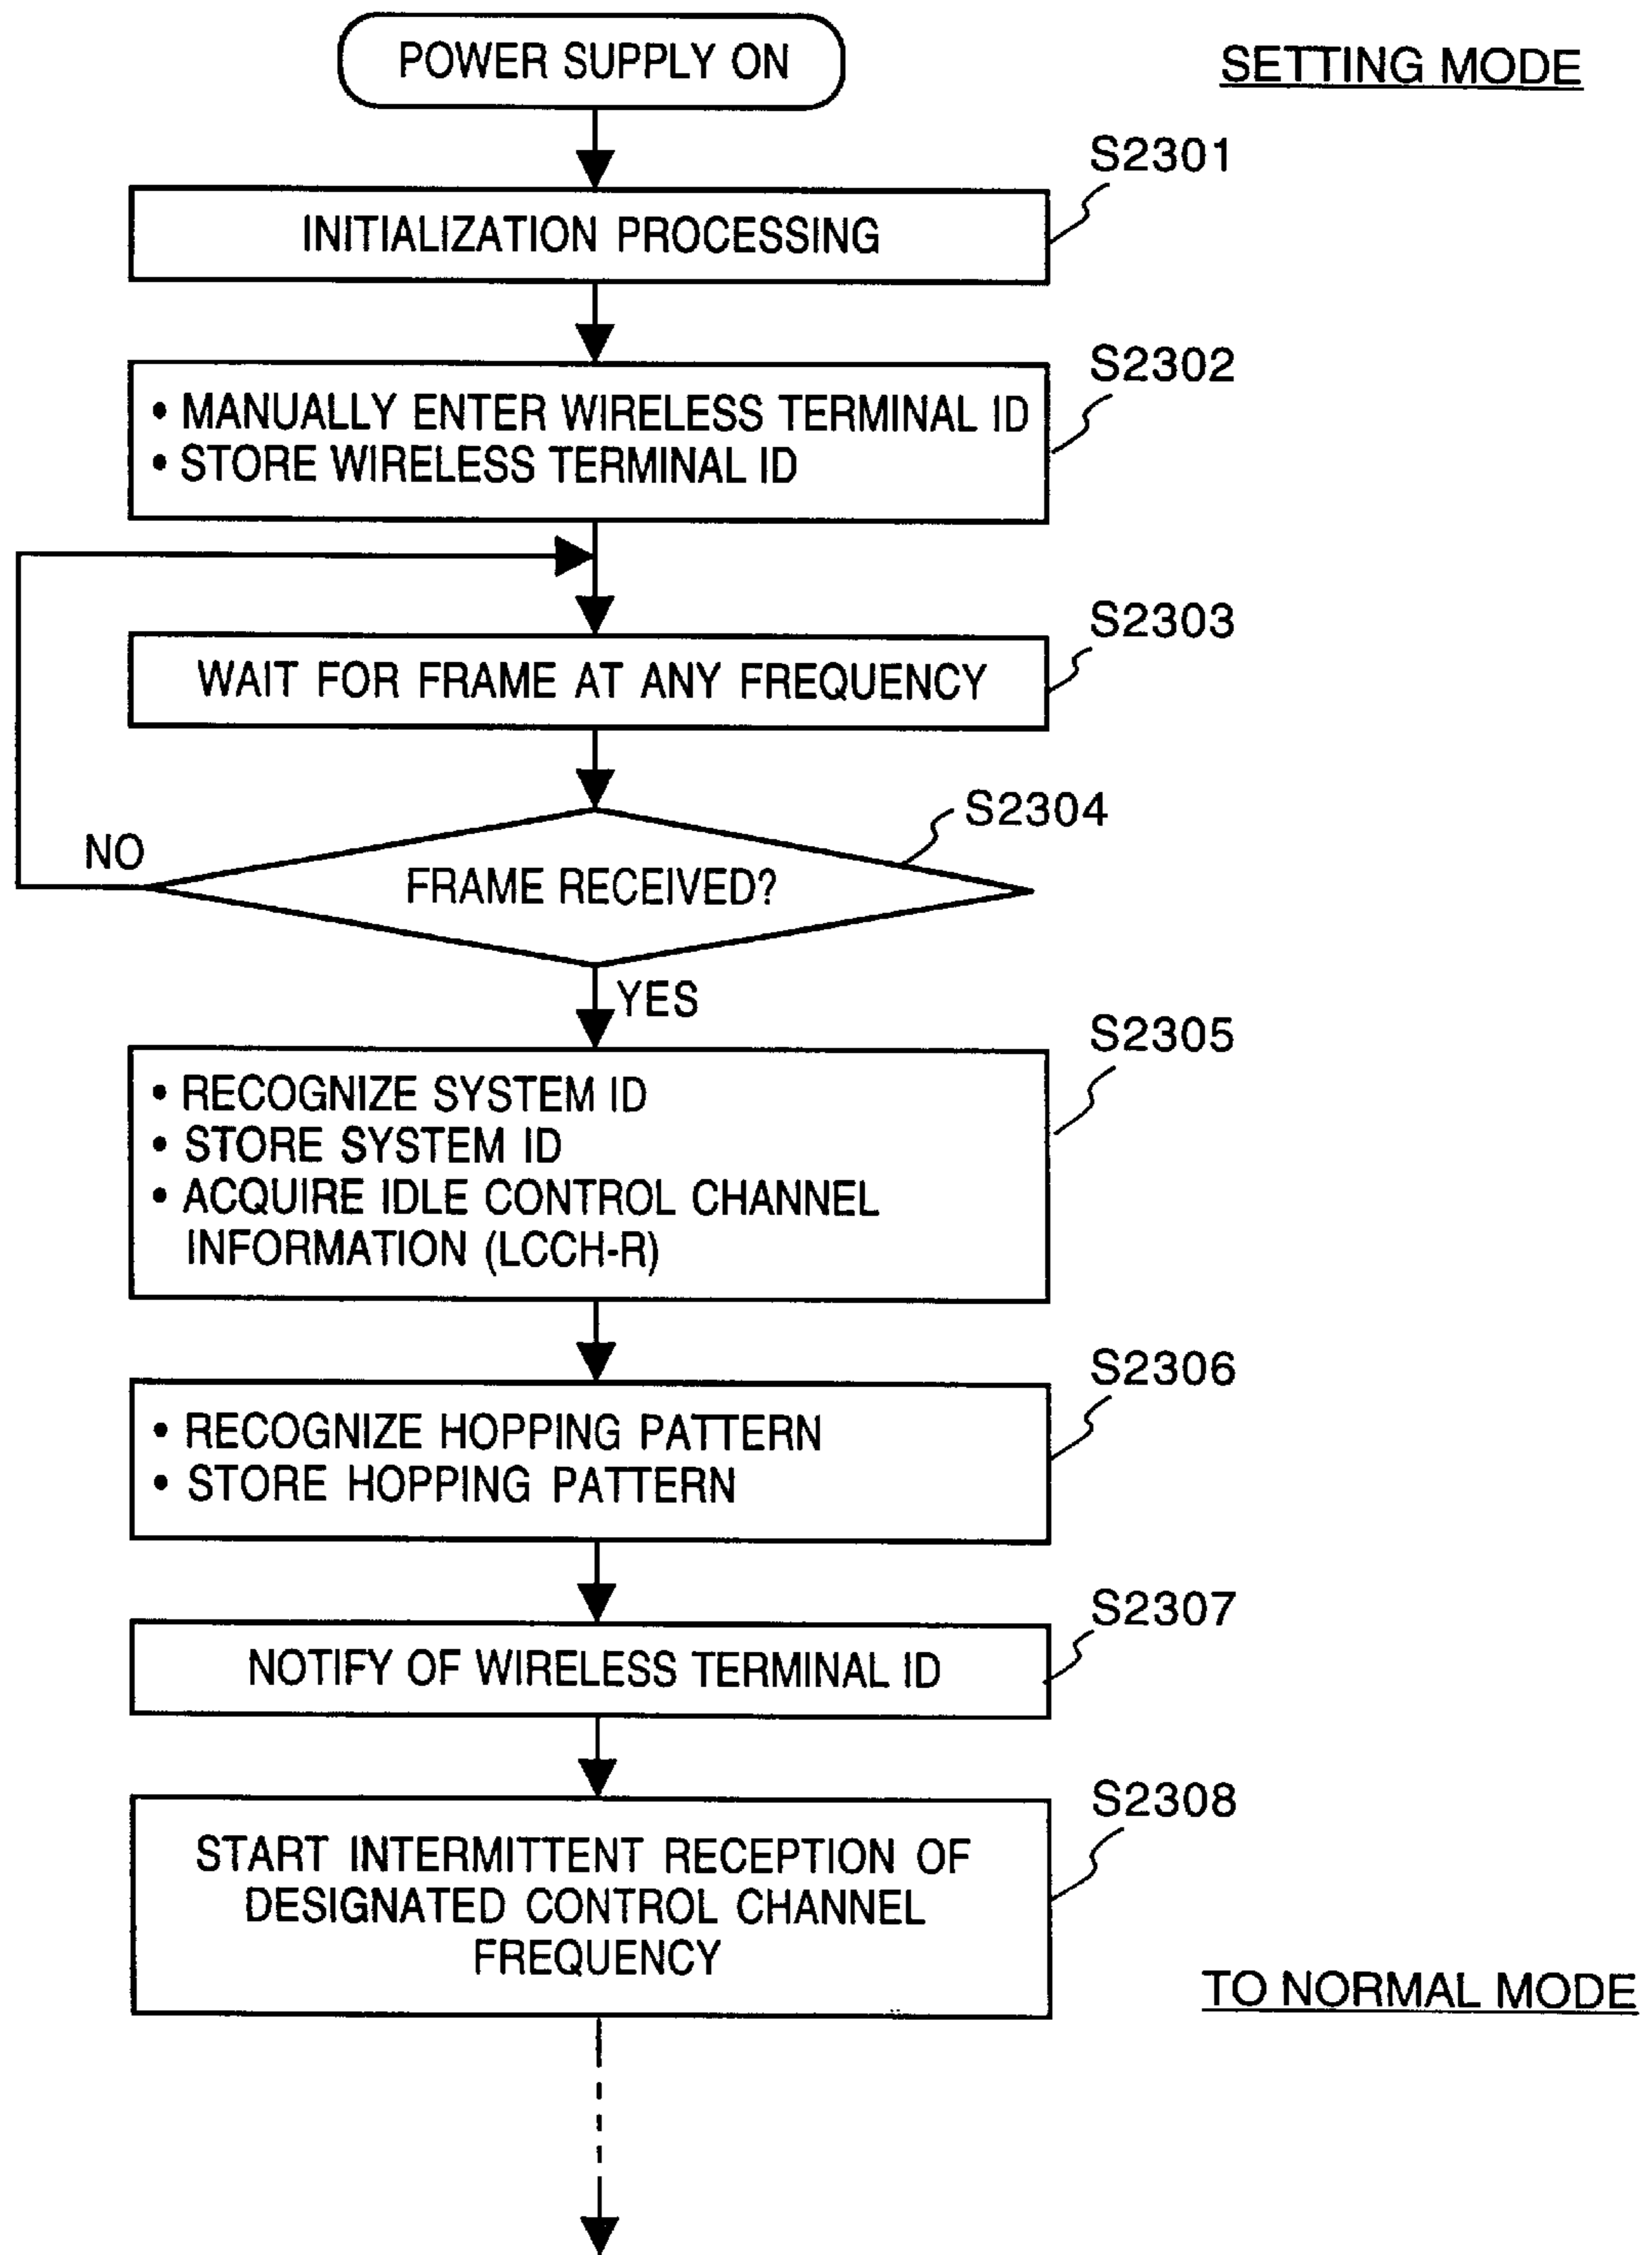 POWER SUPPLY ON
SETTING MODE
S2301
INITIALIZATION PROCESSING
S2302
• MANUALLY ENTER WIRELESS TERMINAL ID
• STORE WIRELESS TERMINAL ID
S2303
WAIT FOR FRAME AT ANY FREQUENCY
S2304
NO
FRAME RECEIVED?
YES
S2305
• RECOGNIZE SYSTEM ID
• STORE SYSTEM ID
• ACQUIRE IDLE CONTROL CHANNEL
INFORMATION (LCCH-R)
S2306
• RECOGNIZE HOPPING PATTERN
• STORE HOPPING PATTERN
S2307
NOTIFY OF WIRELESS TERMINAL ID
S2308
START INTERMITTENT RECEPTION OF
DESIGNATED CONTROL CHANNEL
FREQUENCY
TO NORMAL MODE